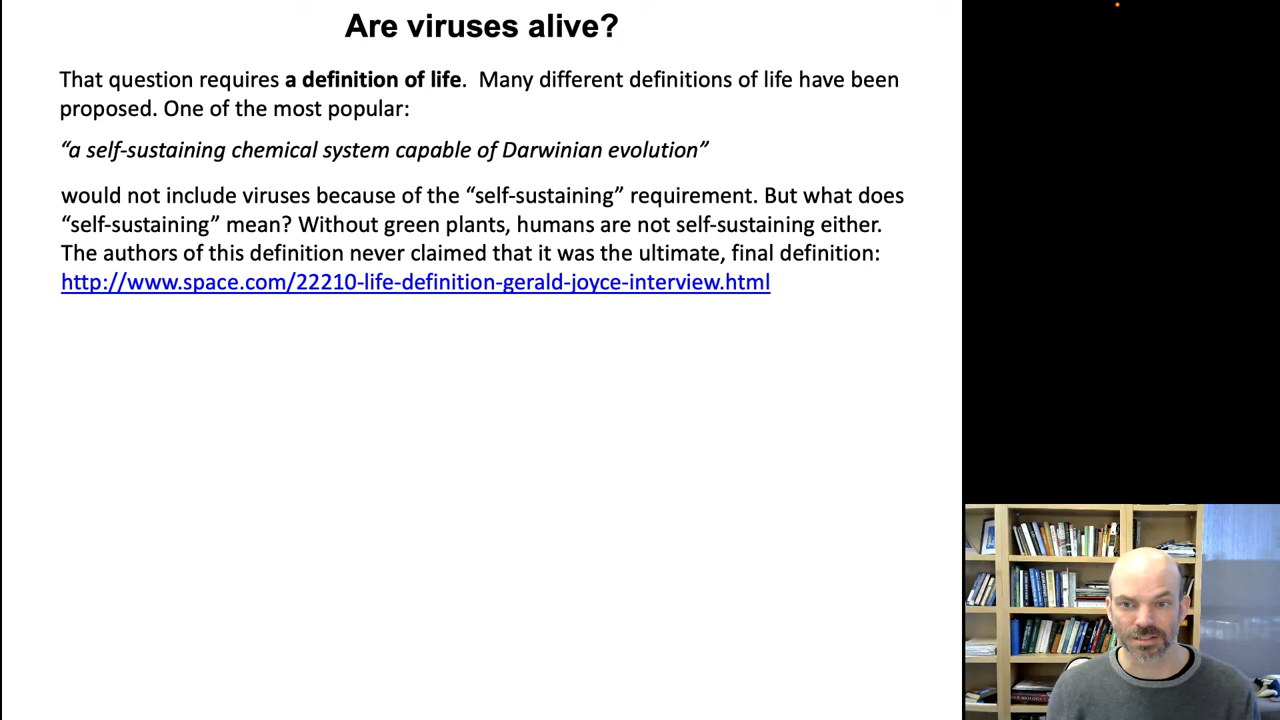 Are viruses alive?
That question requires a definition of life.  Many different definitions of life have been
proposed. One of the most popular:
“a self-sustaining chemical system capable of Darwinian evolution”
would not include viruses because of the “self-sustaining” requirement. But what does
“self-sustaining” mean? Without green plants, humans are not self-sustaining either.
The authors of this definition never claimed that it was the ultimate, final definition:
http://www.space.com/22210-life-definition-gerald-joyce-interview.html